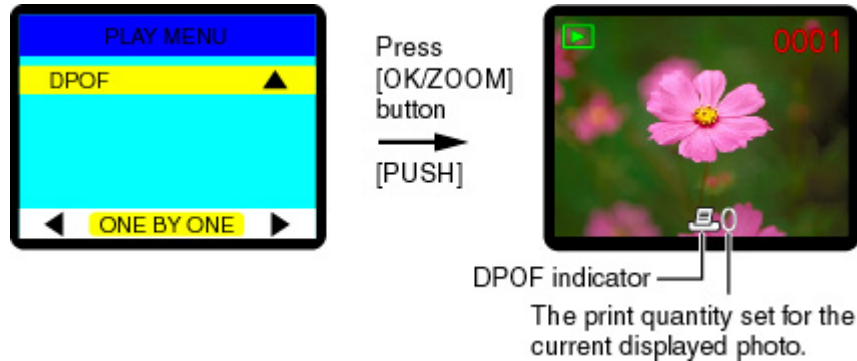 PLAY MENU
DPOF
ONE BY ONE
Press
[OK/ZOOM]
button
[PUSH]
0001
0
DPOF indicator
The print quantity set for the
current displayed photo.